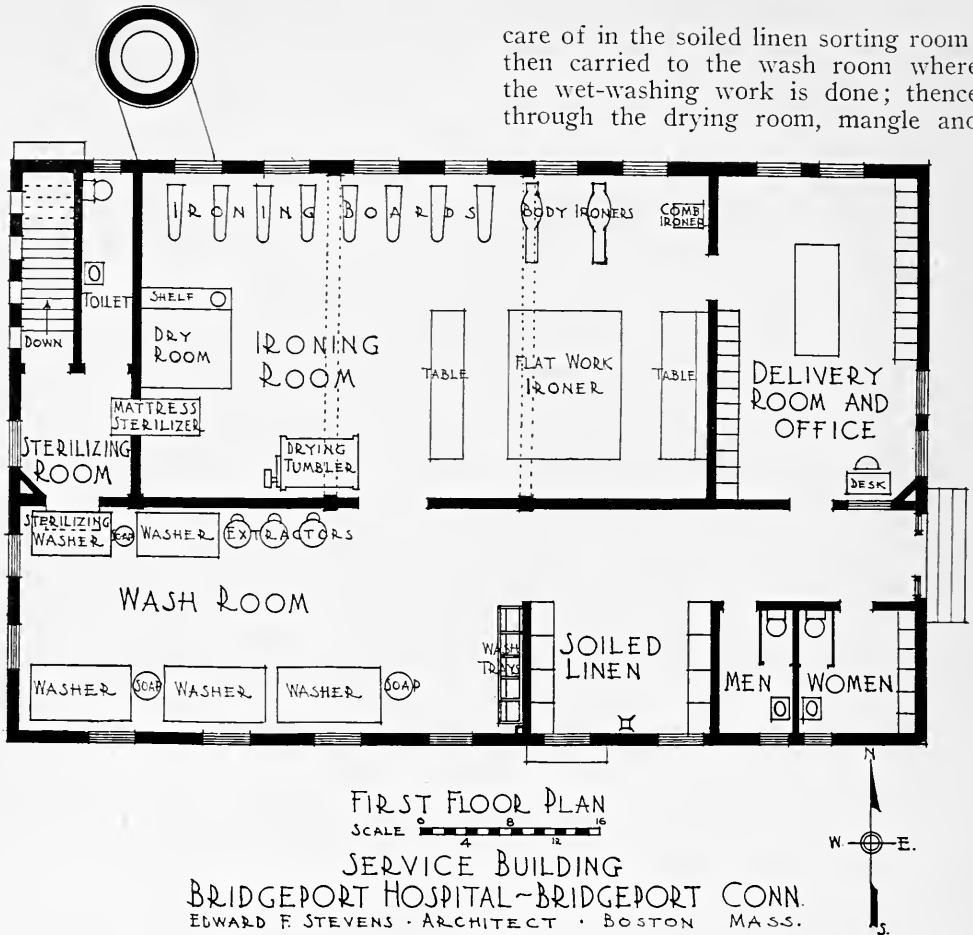 care of in the soiled linen sorting room
then carried to the wash room where
the wet-washing work is done; thence
through the drying room, mangle and
IRONING BOARDS
BODY IRONERS
COMB IRONER
TOILET
SHELF
DOWN
DRY ROOM
IRONING ROOM
TABLE
FLAT WORK IRONER
TABLE
DELIVERY ROOM AND OFFICE
MATTRESS STERILIZER
STERILIZING ROOM
DRYING TUMBLER
DESK
STERILIZING WASHER
SOAP
WASHER
EXTRACTORS
WASH ROOM
WASH TRAYS
SOILED LINEN
MEN
WOMEN
WASHER
SOAP
WASHER
WASHER
SOAP
FIRST FLOOR PLAN
SCALE 0 4 8 12 16
N
W. E.
S.
SERVICE BUILDING
BRIDGEPORT HOSPITAL~BRIDGEPORT CONN.
EDWARD F. STEVENS · ARCHITECT · BOSTON MASS.